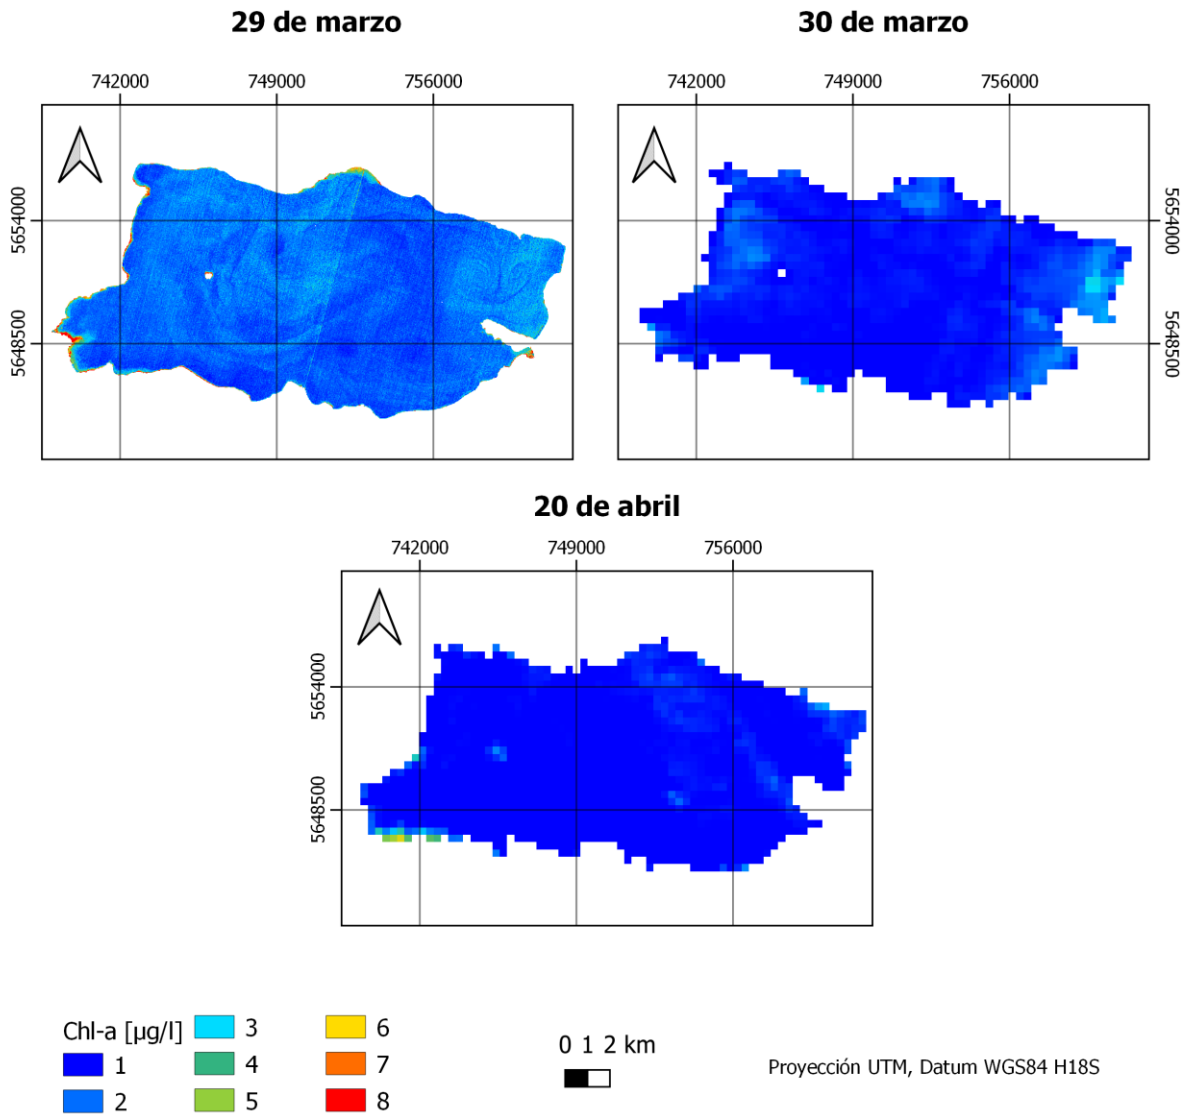 29 de marzo
30 de marzo
742000 749000 756000
742000 749000 756000
5654000
5648500
5654000
5648500
20 de abril
742000 749000 756000
5654000
5648500
Chl-a [µg/l]
1
2
3
4
5
6
7
8
0 1 2 km
Proyección UTM, Datum WGS84 H18S